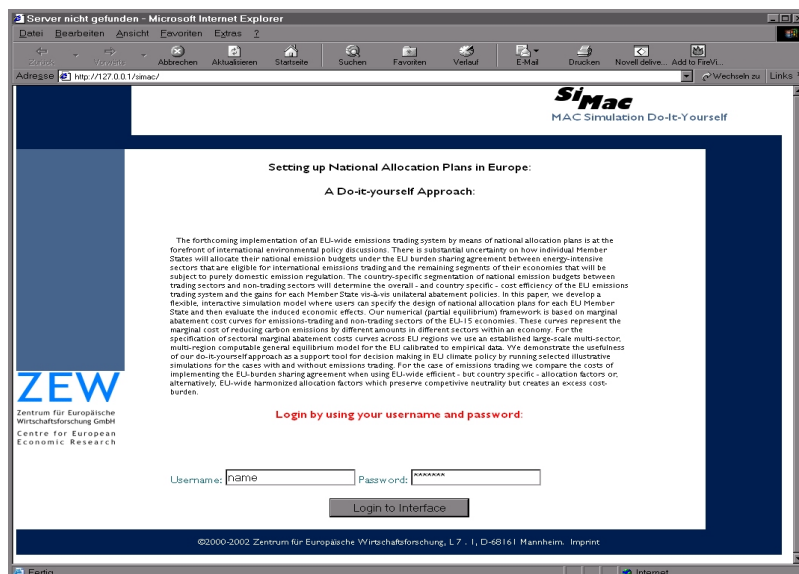 Server nicht gefunden - Microsoft Internet Explorer
Datei Bearbeiten Ansicht Favoriten Extras ?
Zurück Vorwärts Abbrechen Aktualisieren Startseite Suchen Favoriten Verlauf E-Mail Drucken Novell delive... Add to FireVi...
Adresse http://127.0.0.1/simac/ Wechseln zu Links
SiMac
MAC Simulation Do-It-Yourself
Setting up National Allocation Plans in Europe:
A Do-it-yourself Approach:
The forthcoming implementation of an EU-wide emissions trading system by means of national allocation plans is at the
forefront of international environmental policy discussions. There is substantial uncertainty on how individual Member
States will allocate their national emission budgets under the EU burden sharing agreement between energy-intensive
sectors that are eligible for international emissions trading and the remaining segments of their economies that will be
subject to purely domestic emission regulation. The country-specific segmentation of national emission budgets between
trading sectors and non-trading sectors will determine the overall - and country specific - cost efficiency of the EU emissions
trading system and the gains for each Member State vis-à-vis unilateral abatement policies. In this paper, we develop a
flexible, interactive simulation model where users can specify the design of national allocation plans for each EU Member
State and then evaluate the induced economic effects. Our numerical (partial equilibrium) framework is based on marginal
abatement cost curves for emissions-trading and non-trading sectors of the EU-15 economies. These curves represent the
marginal cost of reducing carbon emissions by different amounts in different sectors within an economy. For the
specification of sectoral marginal abatement costs curves across EU regions we use an established large-scale multi-sector,
multi-region computable general equilibrium model for the EU calibrated to empirical data. We demonstrate the usefulness
of our do-it-yourself approach as a support tool for decision making in EU climate policy by running selected illustrative
simulations for the cases with and without emissions trading. For the case of emissions trading we compare the costs of
implementing the EU-burden sharing agreement when using EU-wide efficient - but country specific - allocation factors or,
alternatively, EU-wide harmonized allocation factors which preserve competivive neutrality but creates an excess cost-
burden.
ZEW
Zentrum für Europäische
Wirtschaftsforschung GmbH
Centre for European
Economic Research
Login by using your username and password:
Username: name Password: *******
Login to Interface
©2000-2002 Zentrum für Europäische Wirtschaftsforschung, L 7 . 1, D-68161 Mannheim. Imprint
Fertig Internet